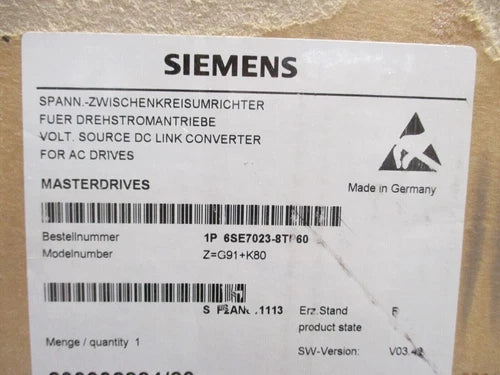 SIEMENS
SPANN.-ZWISCHENKREISUMRICHTER
FUER DREHSTROMANTRIEBE
VOLT. SOURCE DC LINK CONVERTER
FOR AC DRIVES
MASTERDRIVES
Made in Germany
Bestellnummer 1P
Modelnumber Z=G91+K80
Erz.Stand
product state
Menge / quantity 1
SW-Version: